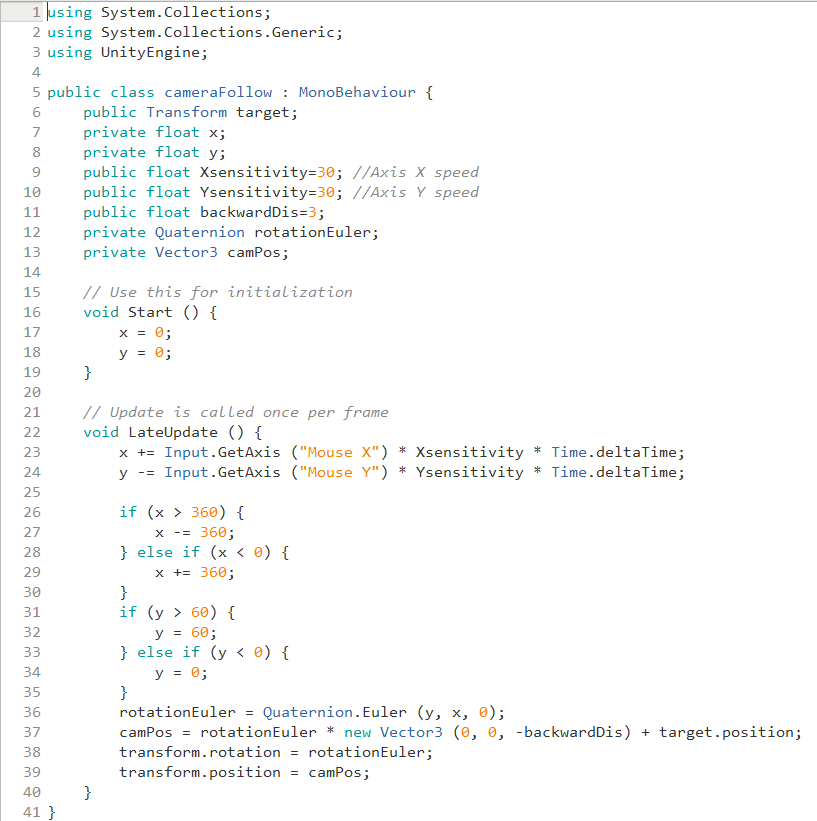 1 using System.Collections;
2 using System.Collections.Generic;
3 using UnityEngine;
4
5 public class cameraFollow : MonoBehaviour {
6     public Transform target;
7     private float x;
8     private float y;
9     public float Xsensitivity=30; //Axis X speed
10     public float Ysensitivity=30; //Axis Y speed
11     public float backwardDis=3;
12     private Quaternion rotationEuler;
13     private Vector3 camPos;
14
15     // Use this for initialization
16     void Start () {
17         x = 0;
18         y = 0;
19     }
20
21     // Update is called once per frame
22     void LateUpdate () {
23         x += Input.GetAxis ("Mouse X") * Xsensitivity * Time.deltaTime;
24         y -= Input.GetAxis ("Mouse Y") * Ysensitivity * Time.deltaTime;
25
26         if (x > 360) {
27             x -= 360;
28         } else if (x < 0) {
29             x += 360;
30         }
31         if (y > 60) {
32             y = 60;
33         } else if (y < 0) {
34             y = 0;
35         }
36         rotationEuler = Quaternion.Euler (y, x, 0);
37         camPos = rotationEuler * new Vector3 (0, 0, -backwardDis) + target.position;
38         transform.rotation = rotationEuler;
39         transform.position = camPos;
40     }
41 }